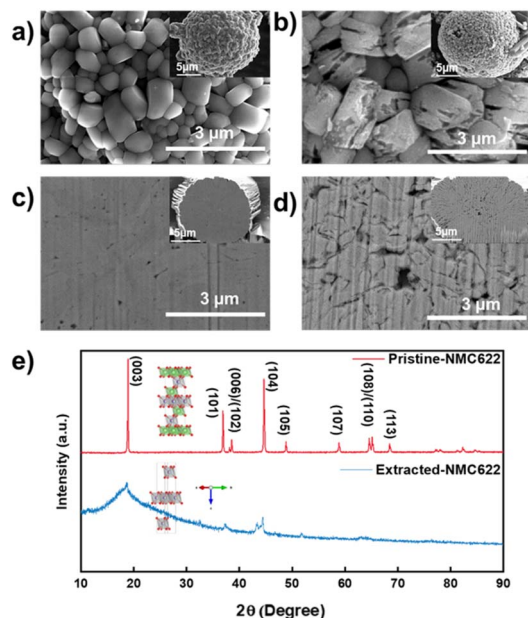 a)
5µm
3 µm
b)
5µm
3 µm
c)
5µm
3 µm
d)
5µm
3 µm
e)
Intensity (a.u.)
Pristine-NMC622
(003)
(101)
(006)/(102)
(104)
(105)
(107)
(108)/(110)
(113)
Extracted-NMC622
10 20 30 40 50 60 70 80 90
2θ (Degree)